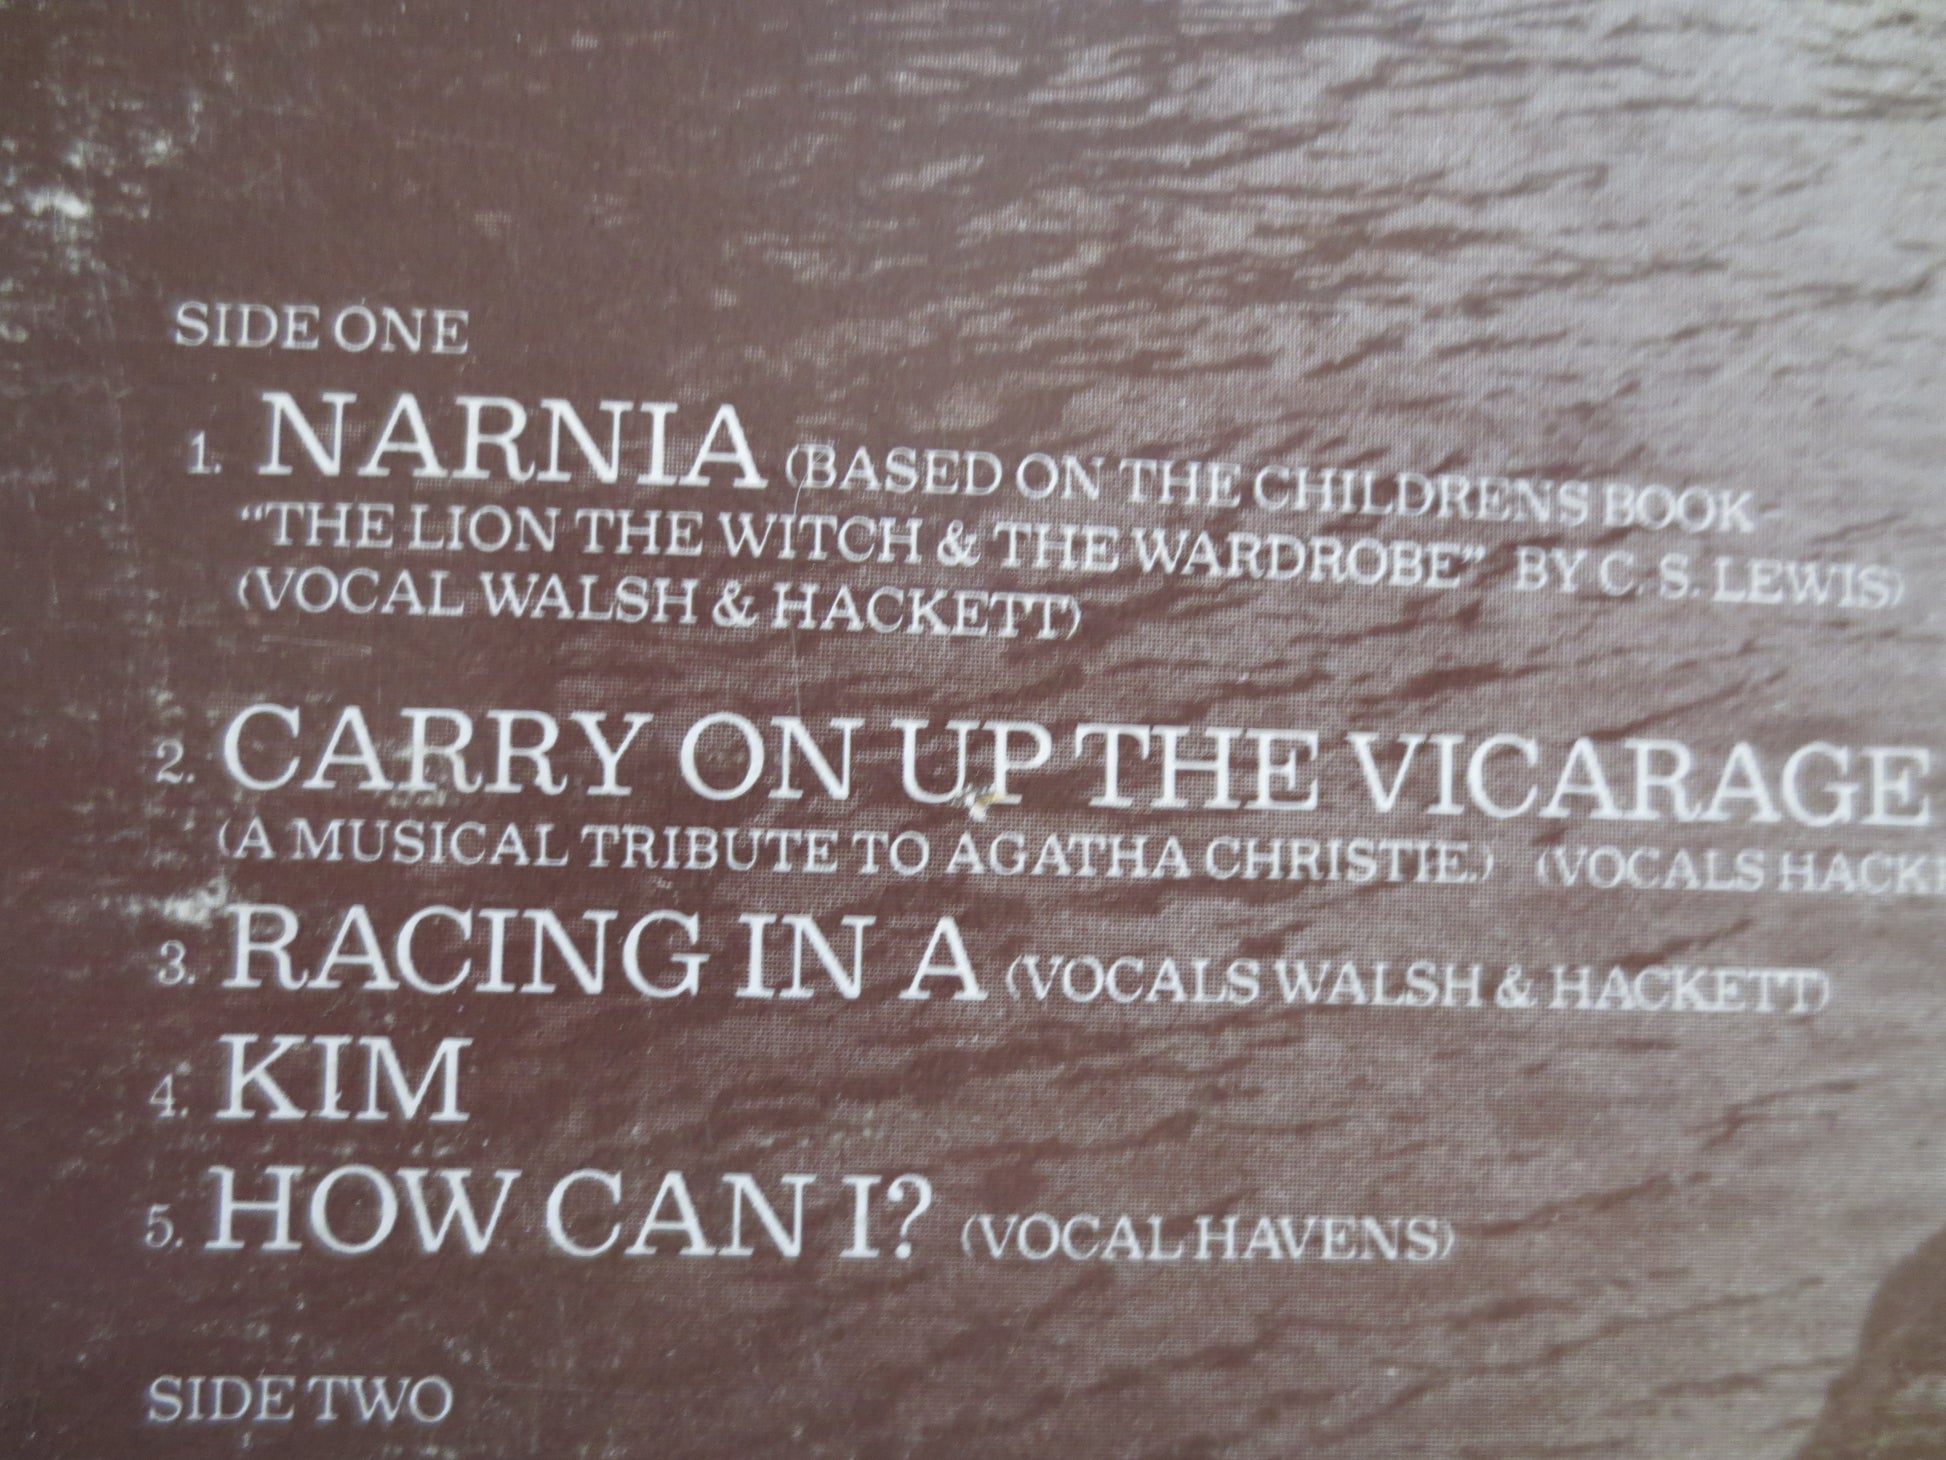 SIDE ONE
1. NARNIA (BASED ON THE CHILDRENS BOOK
"THE LION THE WITCH & THE WARDROBE" BY C. S. LEWIS)
(VOCAL WALSH & HACKETT)
2. CARRY ON UP THE VICARAGE
(A MUSICAL TRIBUTE TO AGATHA CHRISTIE.) (VOCALS
3. RACING IN A (VOCALS WALSH & HACKETT)
4. KIM
5. HOW CAN I? (VOCAL HAVENS)
SIDE TWO